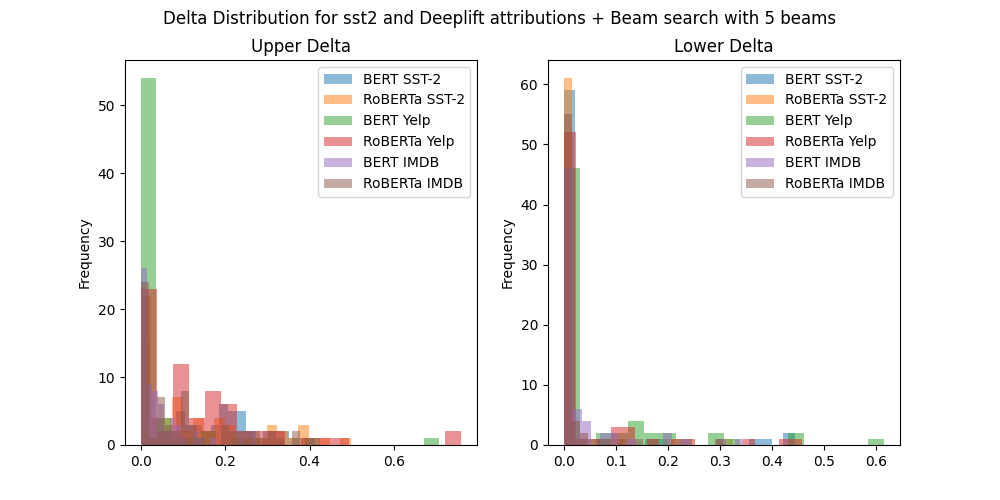 Delta Distribution for sst2 and Deeplift attributions + Beam search with 5 beams
Upper Delta
Frequency
50
40
30
20
10
0
0.0 0.2 0.4 0.6
BERT SST-2
RoBERTa SST-2
BERT Yelp
RoBERTa Yelp
BERT IMDB
RoBERTa IMDB
Lower Delta
Frequency
60
50
40
30
20
10
0
0.0 0.1 0.2 0.3 0.4 0.5 0.6
BERT SST-2
RoBERTa SST-2
BERT Yelp
RoBERTa Yelp
BERT IMDB
RoBERTa IMDB